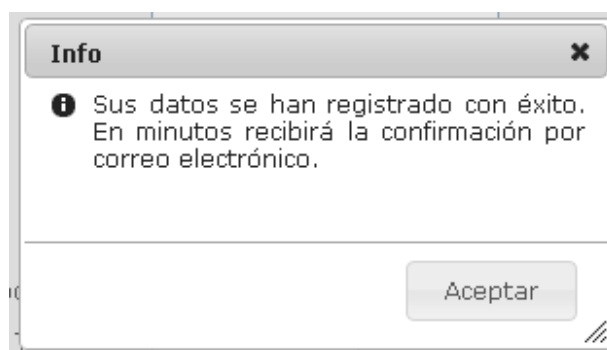 Info
Sus datos se han registrado con éxito.
En minutos recibirá la confirmación por
correo electrónico.
Aceptar